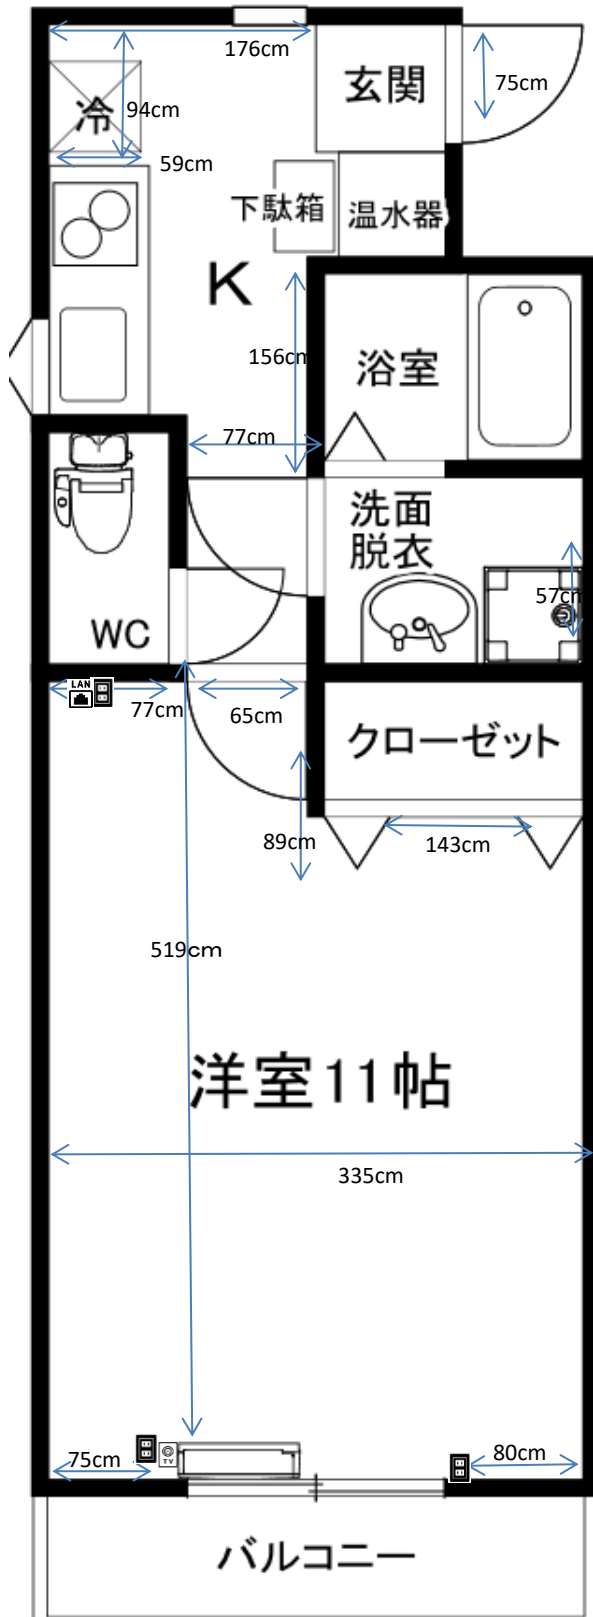 176cm
玄関
75cm
冷
94cm
59cm
下駄箱
温水器
K
156cm
浴室
77cm
洗面
脱衣
57cm
WC
LAN
77cm
65cm
クローゼット
89cm
143cm
519cm
洋室11帖
335cm
TV
75cm
80cm
バルコニー